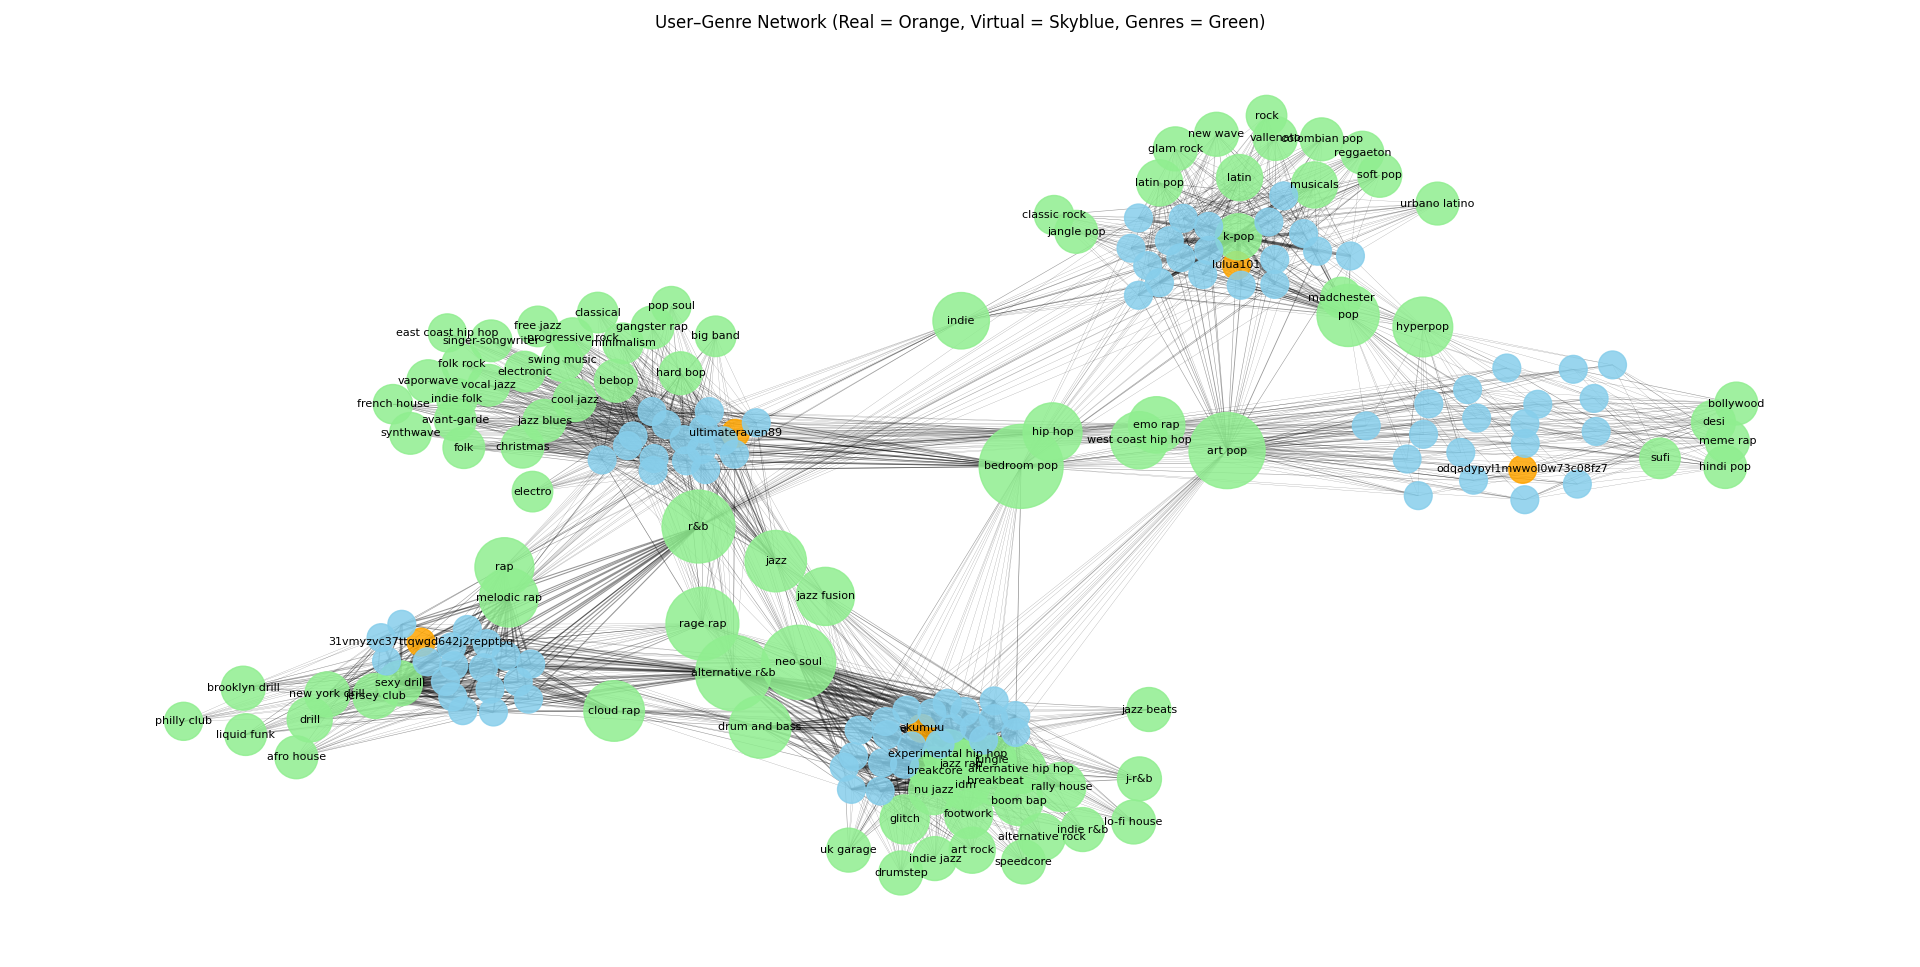 User–Genre Network (Real = Orange, Virtual = Skyblue, Genres = Green)
rock
new wave
vallenato
colombian pop
glam rock
reggaeton
latin pop
latin
musicals
soft pop
urbano latino
classic rock
jangle pop
k-pop
lulua101
madchester
pop
hyperpop
indie
pop soul
classical
free jazz
gangster rap
east coast hip hop
singer-songwriter
progressive rock
minimalism
big band
swing music
folk rock
electronic
hard bop
vaporwave
vocal jazz
bebop
indie folk
cool jazz
french house
avant-garde
jazz blues
synthwave
folk
christmas
ultimateraven89
electro
hip hop
emo rap
west coast hip hop
art pop
bedroom pop
bollywood
desi
meme rap
sufi
hindi pop
odqadypyl1mwwol0w73c08fz7
r&b
rap
jazz
melodic rap
jazz fusion
rage rap
31vmyzvc37ttqwgd642j2repptpq
neo soul
alternative r&b
brooklyn drill
new york drill
sexy drill
jersey club
philly club
drill
liquid funk
afro house
cloud rap
drum and bass
akumuu
jazz beats
experimental hip hop
jungle
jazz rap
alternative hip hop
breakcore
breakbeat
idm
rally house
j-r&b
nu jazz
boom bap
glitch
footwork
lo-fi house
indie r&b
alternative rock
uk garage
indie jazz
art rock
speedcore
drumstep